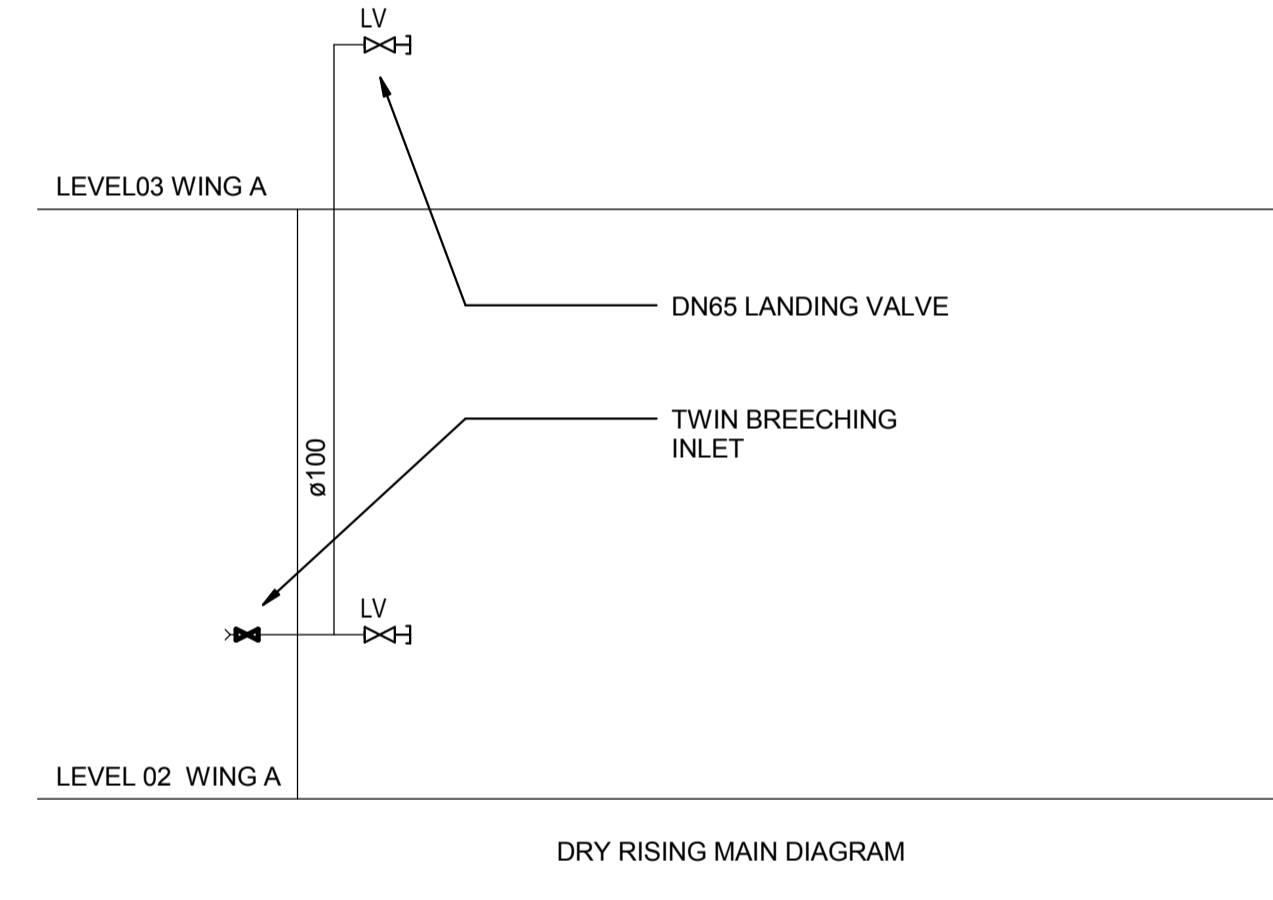 LV
LEVEL03 WING A
DN65 LANDING VALVE
TWIN BREECHING
INLET
ø100
LV
LEVEL 02 WING A
DRY RISING MAIN DIAGRAM